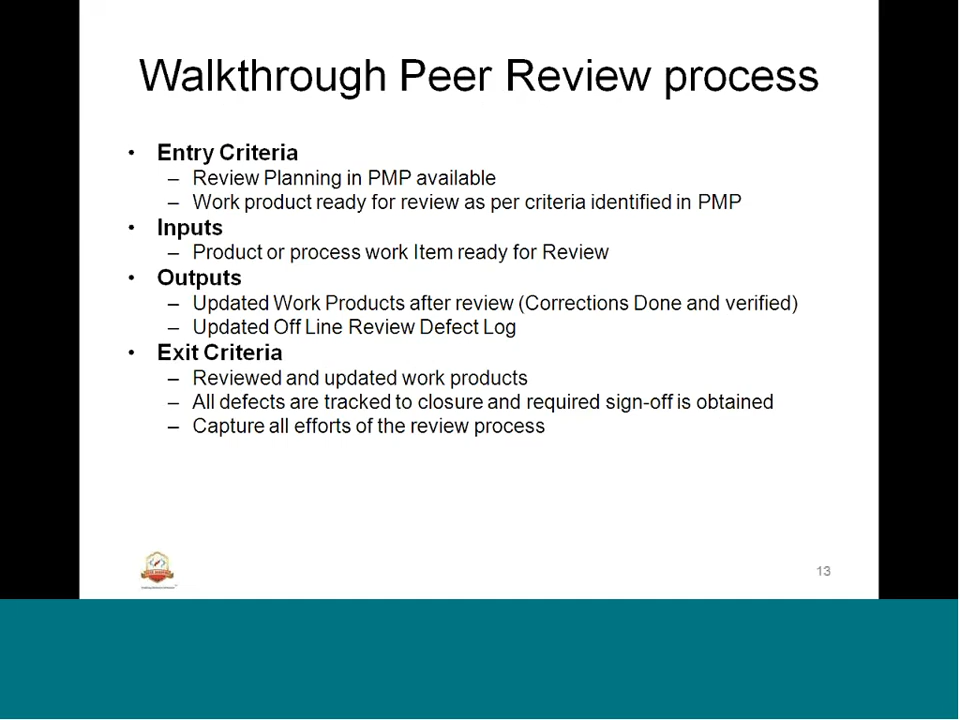 Walkthrough Peer Review process
• Entry Criteria
– Review Planning in PMP available
– Work product ready for review as per criteria identified in PMP
• Inputs
– Product or process work Item ready for Review
• Outputs
– Updated Work Products after review (Corrections Done and verified)
– Updated Off Line Review Defect Log
• Exit Criteria
– Reviewed and updated work products
– All defects are tracked to closure and required sign-off is obtained
– Capture all efforts of the review process
13